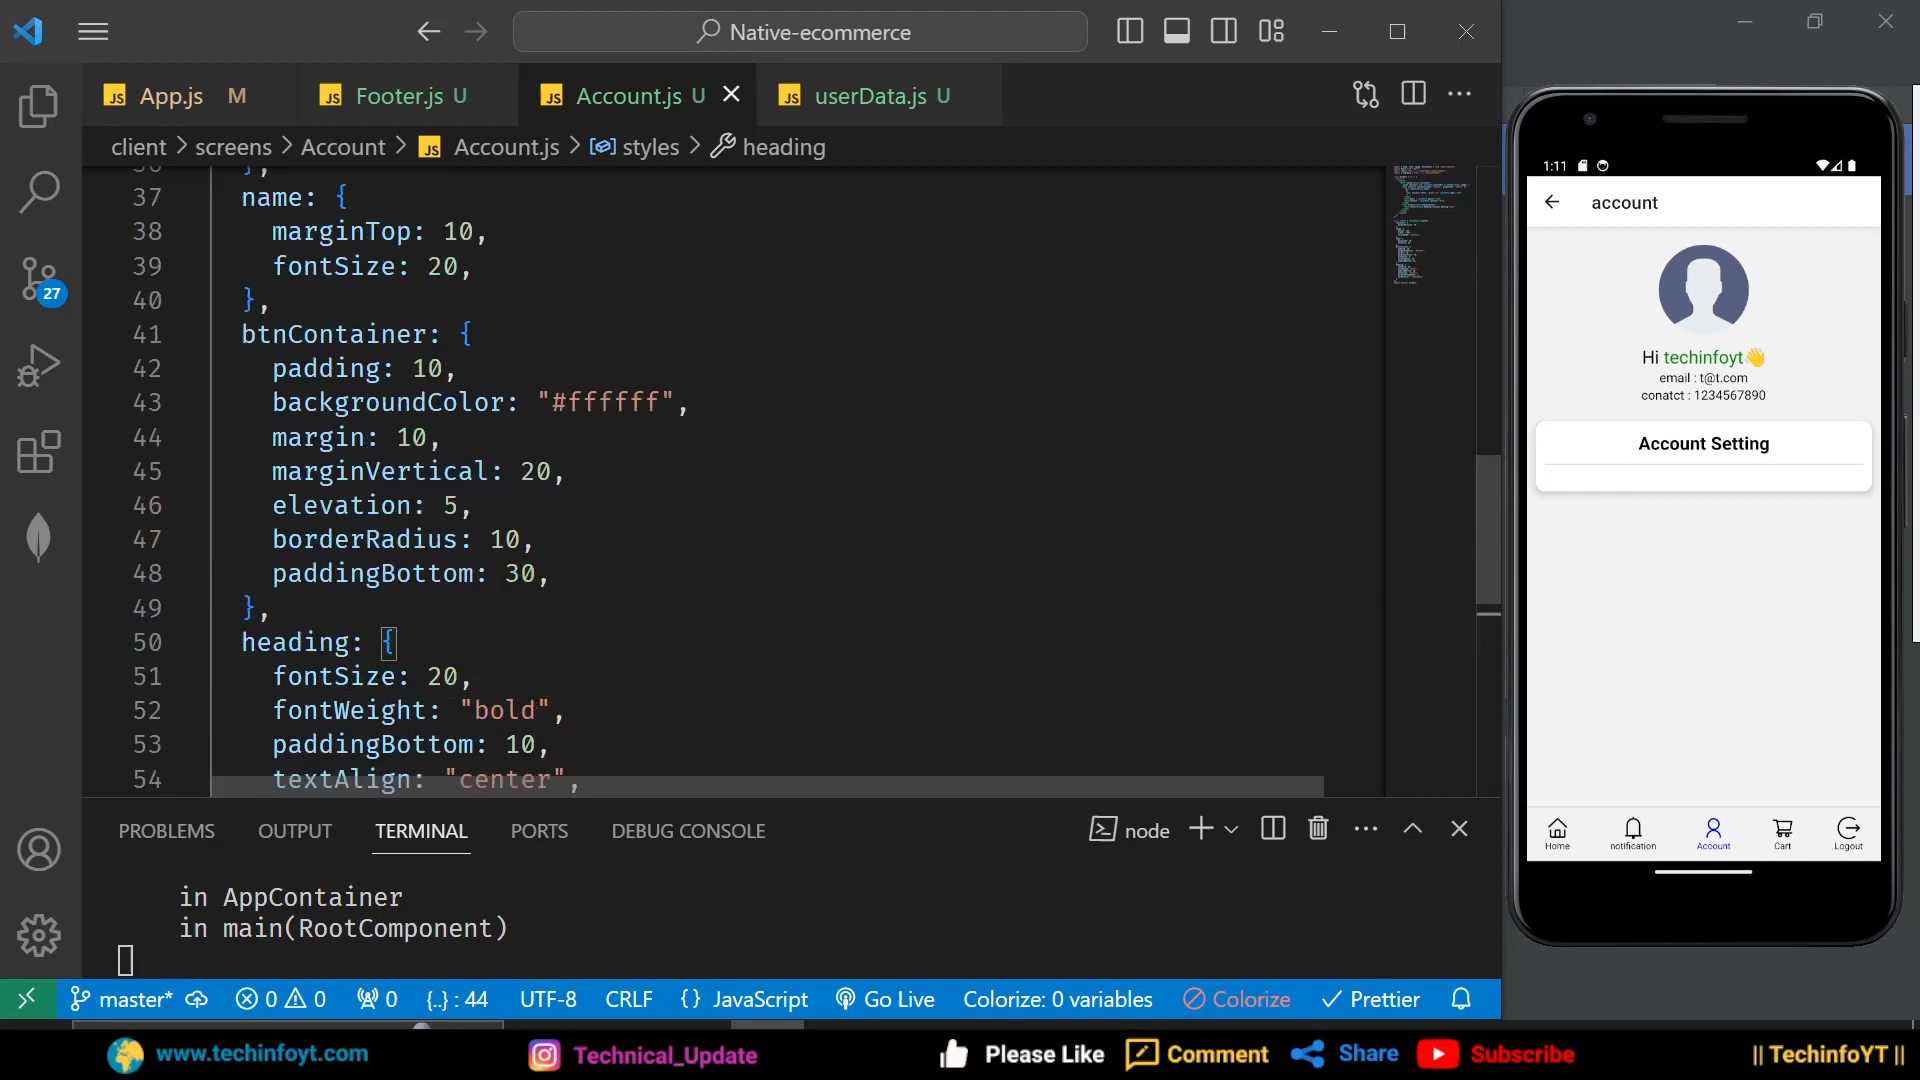 Native-ecommerce
JS App.js M
JS Footer.js U
JS Account.js U
JS userData.js U
client > screens > Account > JS Account.js > styles > heading
37 name: {
38 marginTop: 10,
39 fontSize: 20,
40 },
41 btnContainer: {
42 padding: 10,
43 backgroundColor: "#ffffff",
44 margin: 10,
45 marginVertical: 20,
46 elevation: 5,
47 borderRadius: 10,
48 paddingBottom: 30,
49 },
50 heading: {
51 fontSize: 20,
52 fontWeight: "bold",
53 paddingBottom: 10,
54 textAlign: "center",
27
PROBLEMS OUTPUT TERMINAL PORTS DEBUG CONSOLE
node
in AppContainer
in main(RootComponent)
master* 0 0 0 {..} : 44 UTF-8 CRLF {} JavaScript Go Live Colorize: 0 variables Colorize Prettier
1:11
account
Hi techinfoyt👋
email : t@t.com
conatct : 1234567890
Account Setting
Home notification Account Cart Logout
www.techinfoyt.com Technical_Update Please Like Comment Share Subscribe || TechinfoYT ||